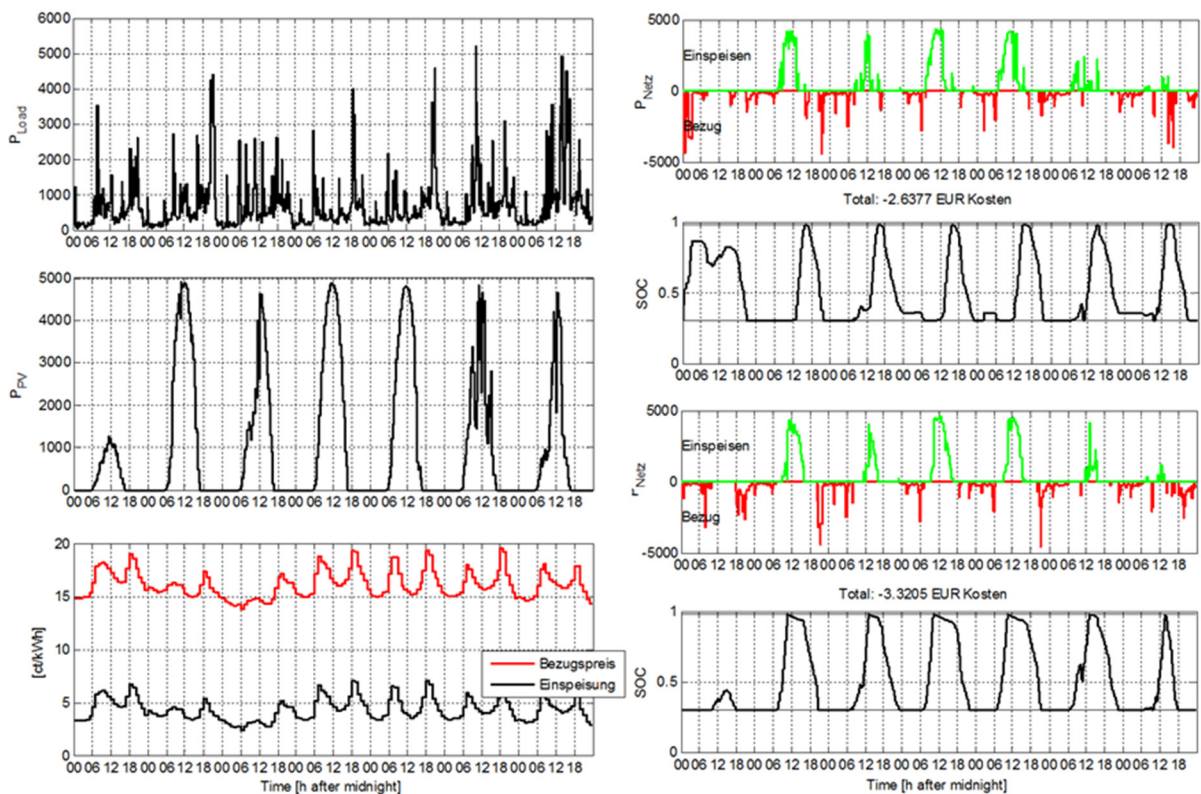 6000
5000
4000
3000
2000
1000
0
P_Load
00 06 12 18 00 06 12 18 00 06 12 18 00 06 12 18 00 06 12 18 00 06 12 18 00 06 12 18
5000
4000
3000
2000
1000
0
P_PV
00 06 12 18 00 06 12 18 00 06 12 18 00 06 12 18 00 06 12 18 00 06 12 18 00 06 12 18
20
15
10
5
0
[ct/kWh]
Bezugspreis
Einspeisung
00 06 12 18 00 06 12 18 00 06 12 18 00 06 12 18 00 06 12 18 00 06 12 18 00 06 12 18
Time [h after midnight]
5000
0
-5000
P_Netz
Einspeisen
Bezug
00 06 12 18 00 06 12 18 00 06 12 18 00 06 12 18 00 06 12 18 00 06 12 18 00 06 12 18
Total: -2.6377 EUR Kosten
1
0.5
0
SOC
00 06 12 18 00 06 12 18 00 06 12 18 00 06 12 18 00 06 12 18 00 06 12 18 00 06 12 18
5000
0
-5000
r_Netz
Einspeisen
Bezug
00 06 12 18 00 06 12 18 00 06 12 18 00 06 12 18 00 06 12 18 00 06 12 18 00 06 12 18
Total: -3.3205 EUR Kosten
1
0.5
0
SOC
00 06 12 18 00 06 12 18 00 06 12 18 00 06 12 18 00 06 12 18 00 06 12 18 00 06 12 18
Time [h after midnight]